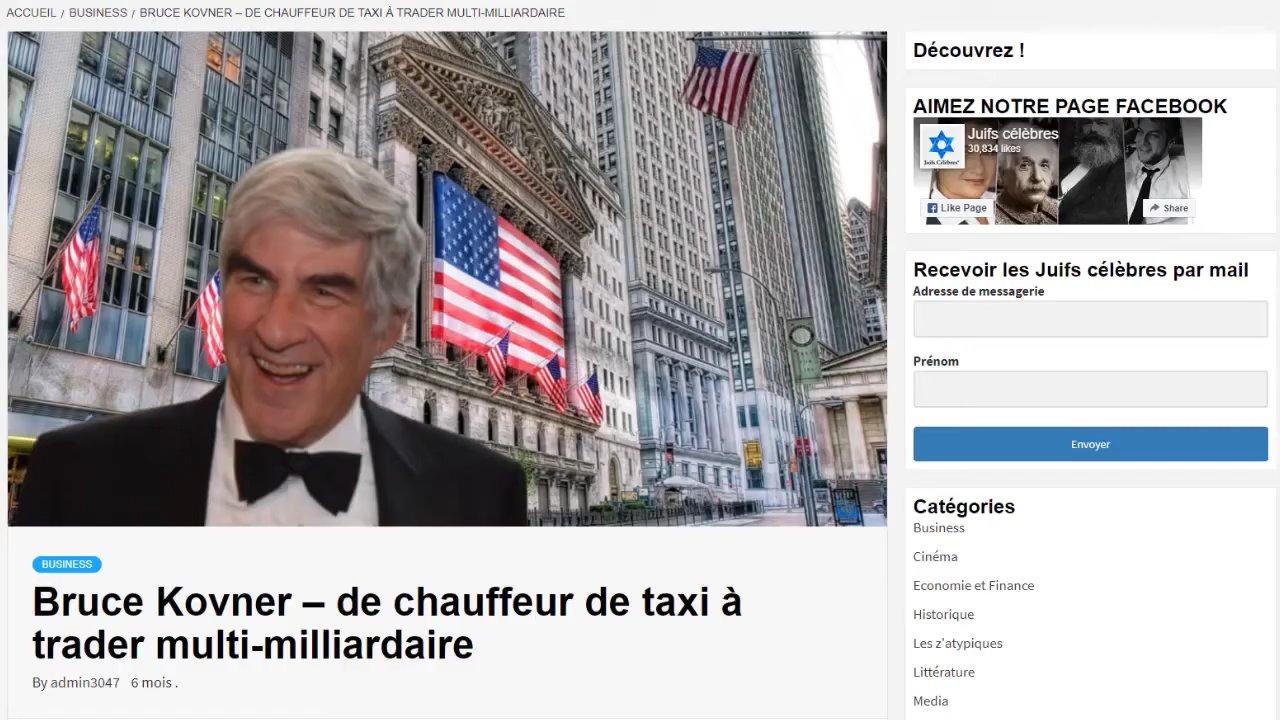 ACCUEIL / BUSINESS / BRUCE KOVNER – DE CHAUFFEUR DE TAXI À TRADER MULTI-MILLIARDAIRE
BUSINESS
Bruce Kovner – de chauffeur de taxi à
trader multi-milliardaire
By admin3047 6 mois .
Découvrez !
AIMEZ NOTRE PAGE FACEBOOK
Juifs célèbres
30,834 likes
Juifs Célèbres
Like Page
Share
Recevoir les Juifs célèbres par mail
Adresse de messagerie
Prénom
Envoyer
Catégories
Business
Cinéma
Economie et Finance
Historique
Les z'atypiques
Littérature
Media